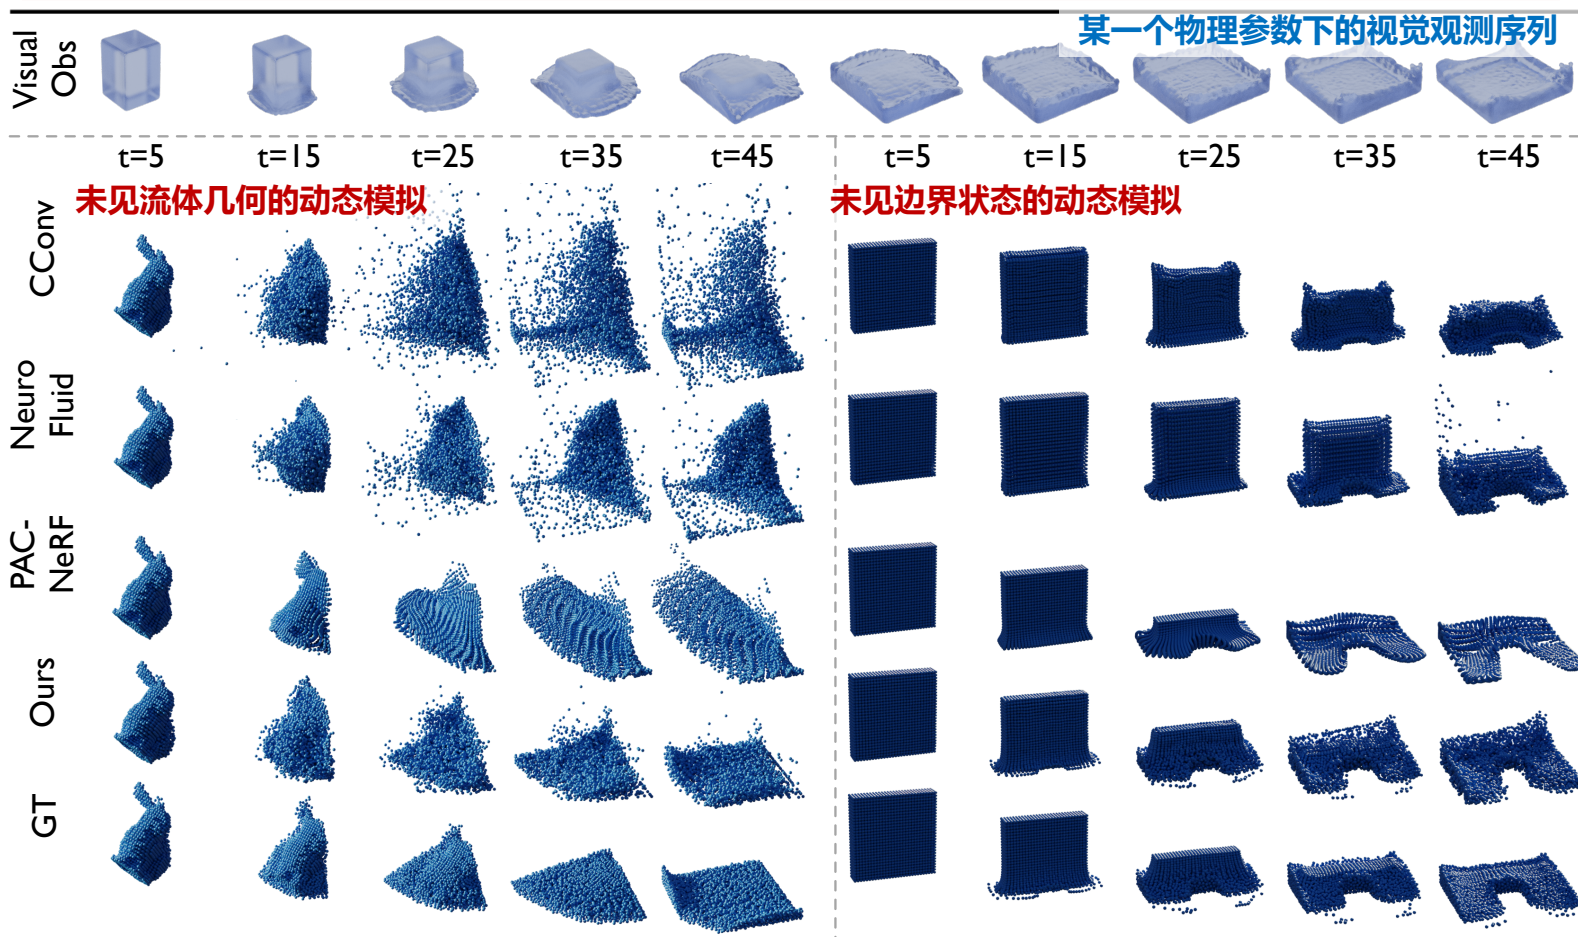 某一个物理参数下的视觉观测序列
Visual
Obs
t=5 t=15 t=25 t=35 t=45 t=5 t=15 t=25 t=35 t=45
未见流体几何的动态模拟 未见边界状态的动态模拟
CConv
Neuro
Fluid
PAC-
NeRF
Ours
GT